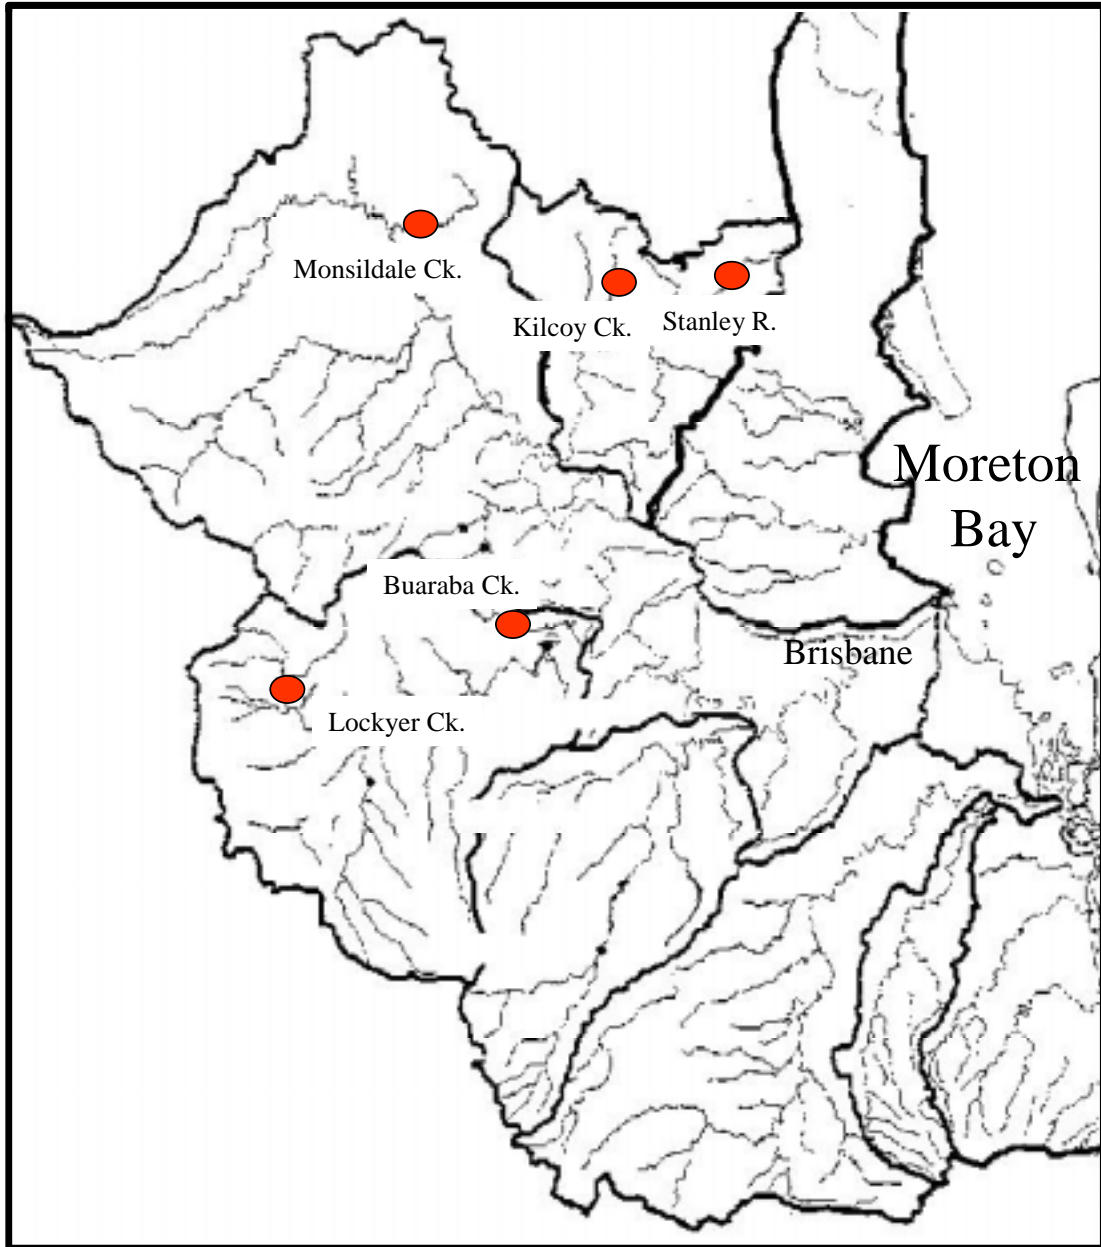 Monsildale Ck.
Kilcoy Ck.
Stanley R.
Moreton
Bay
Buaraba Ck.
Brisbane
Lockyer Ck.